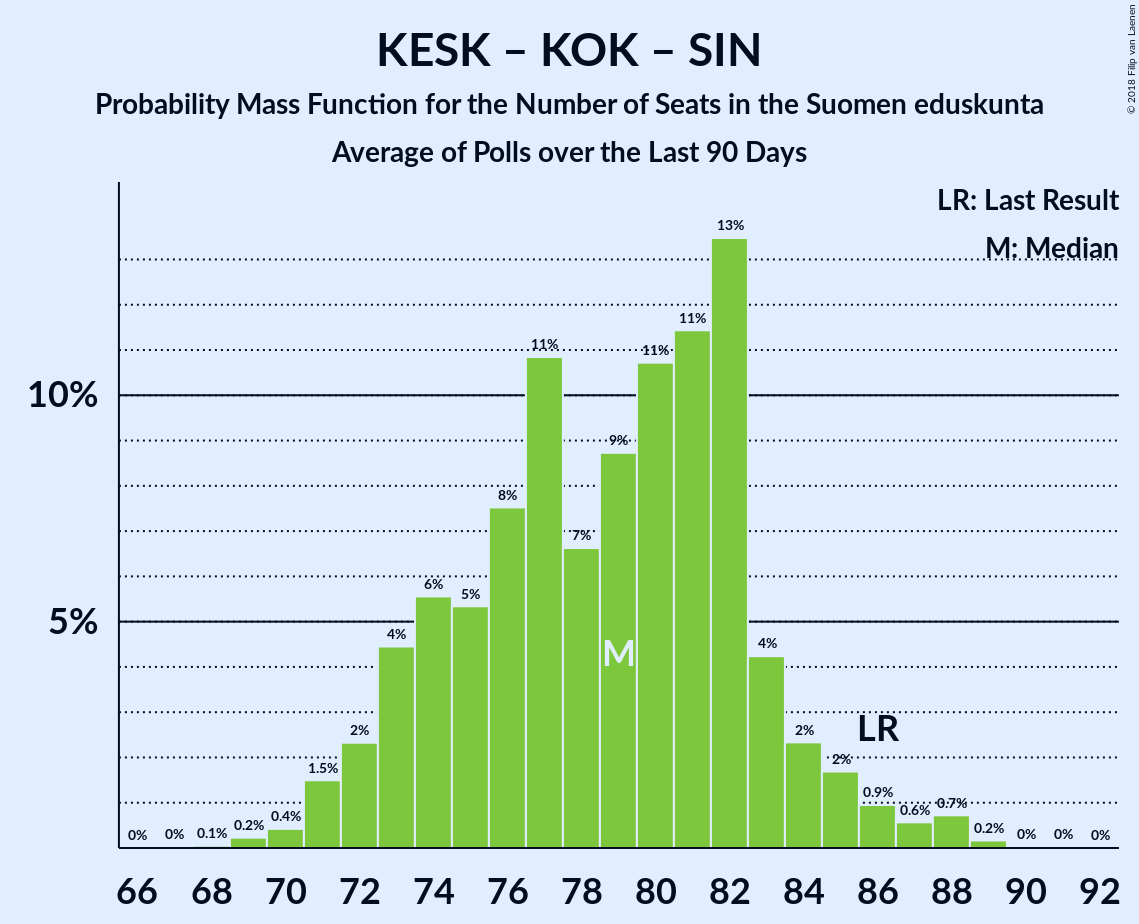 KESK – KOK – SIN
Probability Mass Function for the Number of Seats in the Suomen eduskunta
Average of Polls over the Last 90 Days
© 2018 Filip van Laenen
LR: Last Result
M: Median
10%
5%
0% 0% 0.1% 0.2% 0.4% 1.5% 2% 4% 6% 5% 8% 11% 7% 9% 11% 11% 13% 4% 2% 2% 0.9% 0.6% 0.7% 0.2% 0% 0% 0%
M
LR
66 68 70 72 74 76 78 80 82 84 86 88 90 92